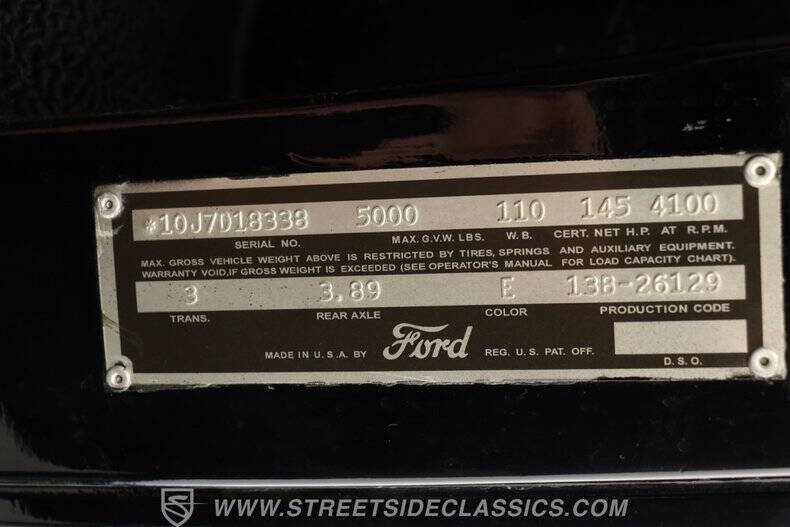 *10J7D18338 5000 110 145 4100
SERIAL NO. MAX. G.V.W. LBS. W. B. CERT. NET H.P. AT R.P.M.
MAX. GROSS VEHICLE WEIGHT ABOVE IS RESTRICTED BY TIRES, SPRINGS AND AUXILIARY EQUIPMENT.
WARRANTY VOID, IF GROSS WEIGHT IS EXCEEDED (SEE OPERATOR'S MANUAL FOR LOAD CAPACITY CHART).
3 3.89 E 13B-26129
TRANS. REAR AXLE COLOR PRODUCTION CODE
MADE IN U.S.A. BY Ford REG. U.S. PAT. OFF.
D.S.O.
WWW.STREETSIDECLASSICS.COM